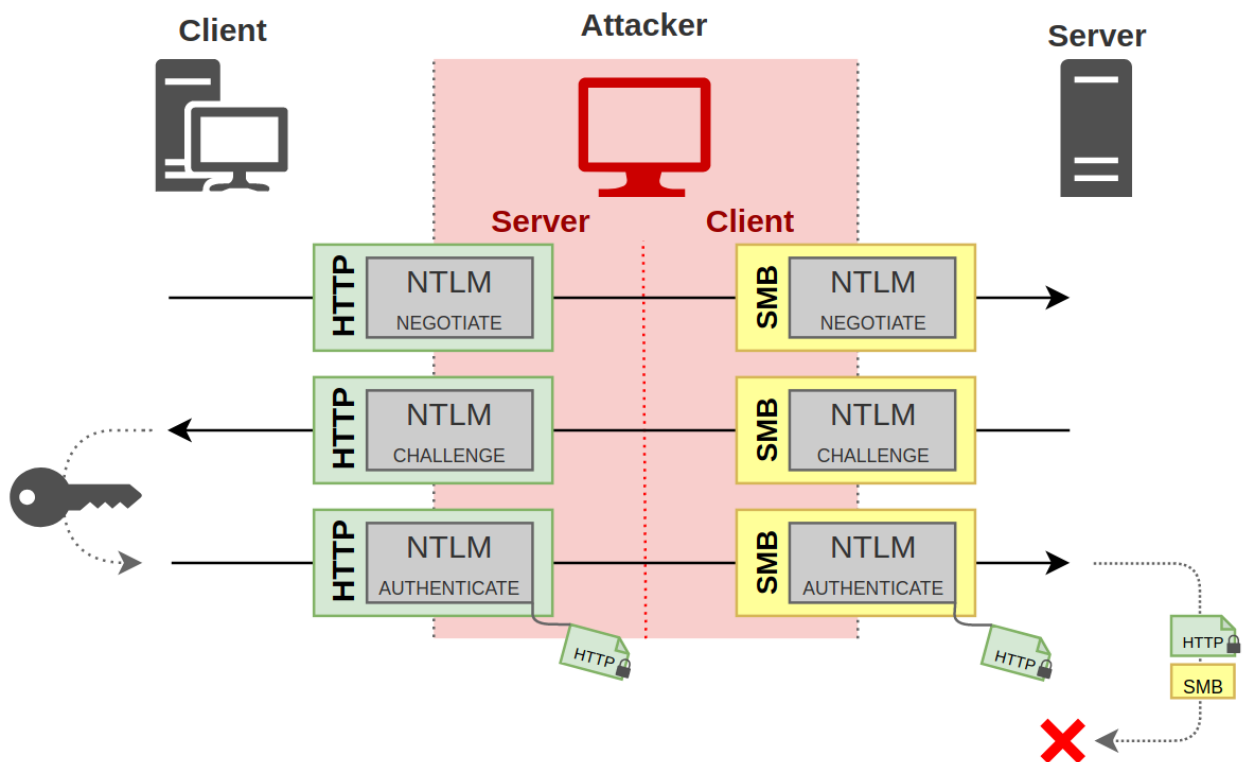 Client
Attacker
Server
Server
Client
HTTP
NTLM
NEGOTIATE
SMB
NTLM
NEGOTIATE
HTTP
NTLM
CHALLENGE
SMB
NTLM
CHALLENGE
HTTP
NTLM
AUTHENTICATE
SMB
NTLM
AUTHENTICATE
HTTP
HTTP
HTTP
SMB